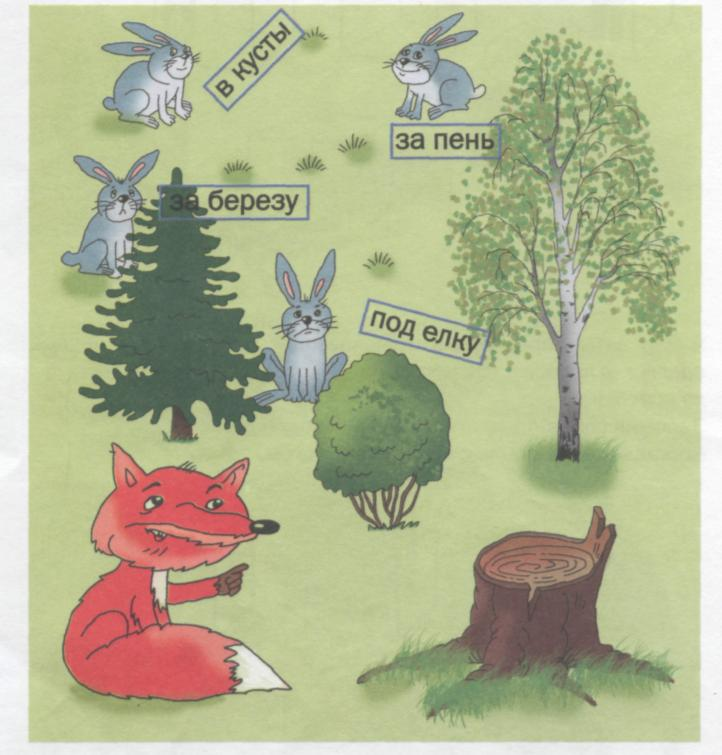 в кусты
за пень
за березу
под елку